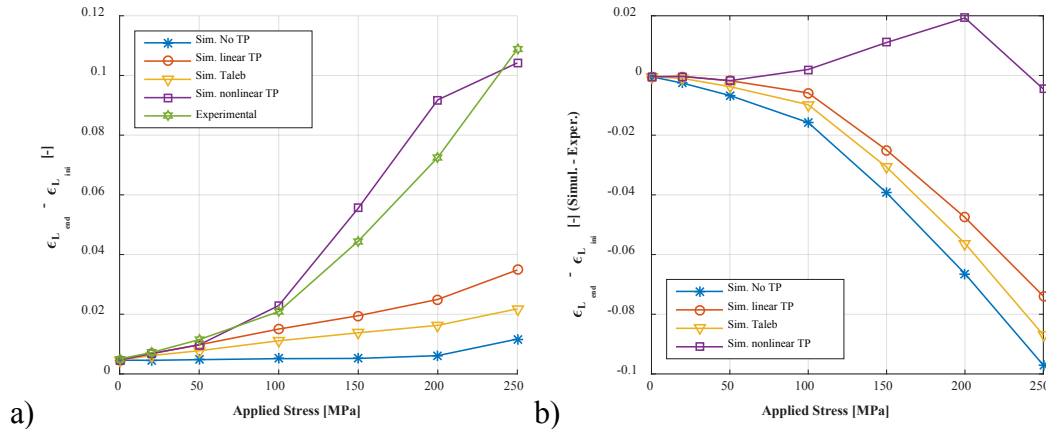 0.12
0.1
0.08
0.06
0.04
0.02
0
0 50 100 150 200 250
ϵ_L_end - ϵ_L_ini [-]
Applied Stress [MPa]
Sim. No TP
Sim. linear TP
Sim. Taleb
Sim. nonlinear TP
Experimental
a)
0.02
0
-0.02
-0.04
-0.06
-0.08
-0.1
0 50 100 150 200 250
ϵ_L_end - ϵ_L_ini [-] (Simul. - Exper.)
Applied Stress [MPa]
Sim. No TP
Sim. linear TP
Sim. Taleb
Sim. nonlinear TP
b)